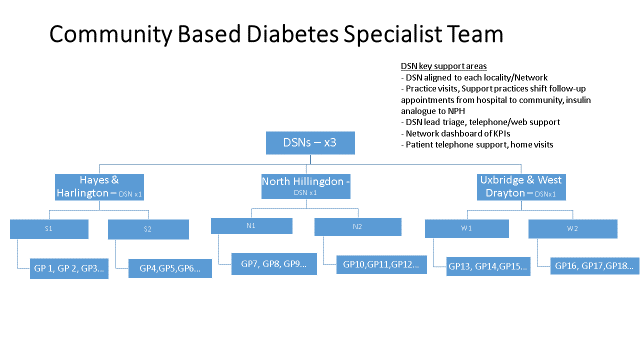 Community Based Diabetes Specialist Team
DSN key support areas
- DSN aligned to each locality/Network
- Practice visits, Support practices shift follow-up
appointments from hospital to community, insulin
analogue to NPH
- DSN lead triage, telephone/web support
- Network dashboard of KPIs
- Patient telephone support, home visits
DSNs – x3
Hayes &
Harlington – DSN x1
North Hillingdon -
DSN x1
Uxbridge & West
Drayton – DSNx1
S1
S2
N1
N2
W1
W2
GP 1, GP 2, GP3...
GP4,GP5,GP6...
GP7, GP8, GP9...
GP10,GP11,GP12...
GP13, GP14,GP15...
GP16, GP17,GP18...